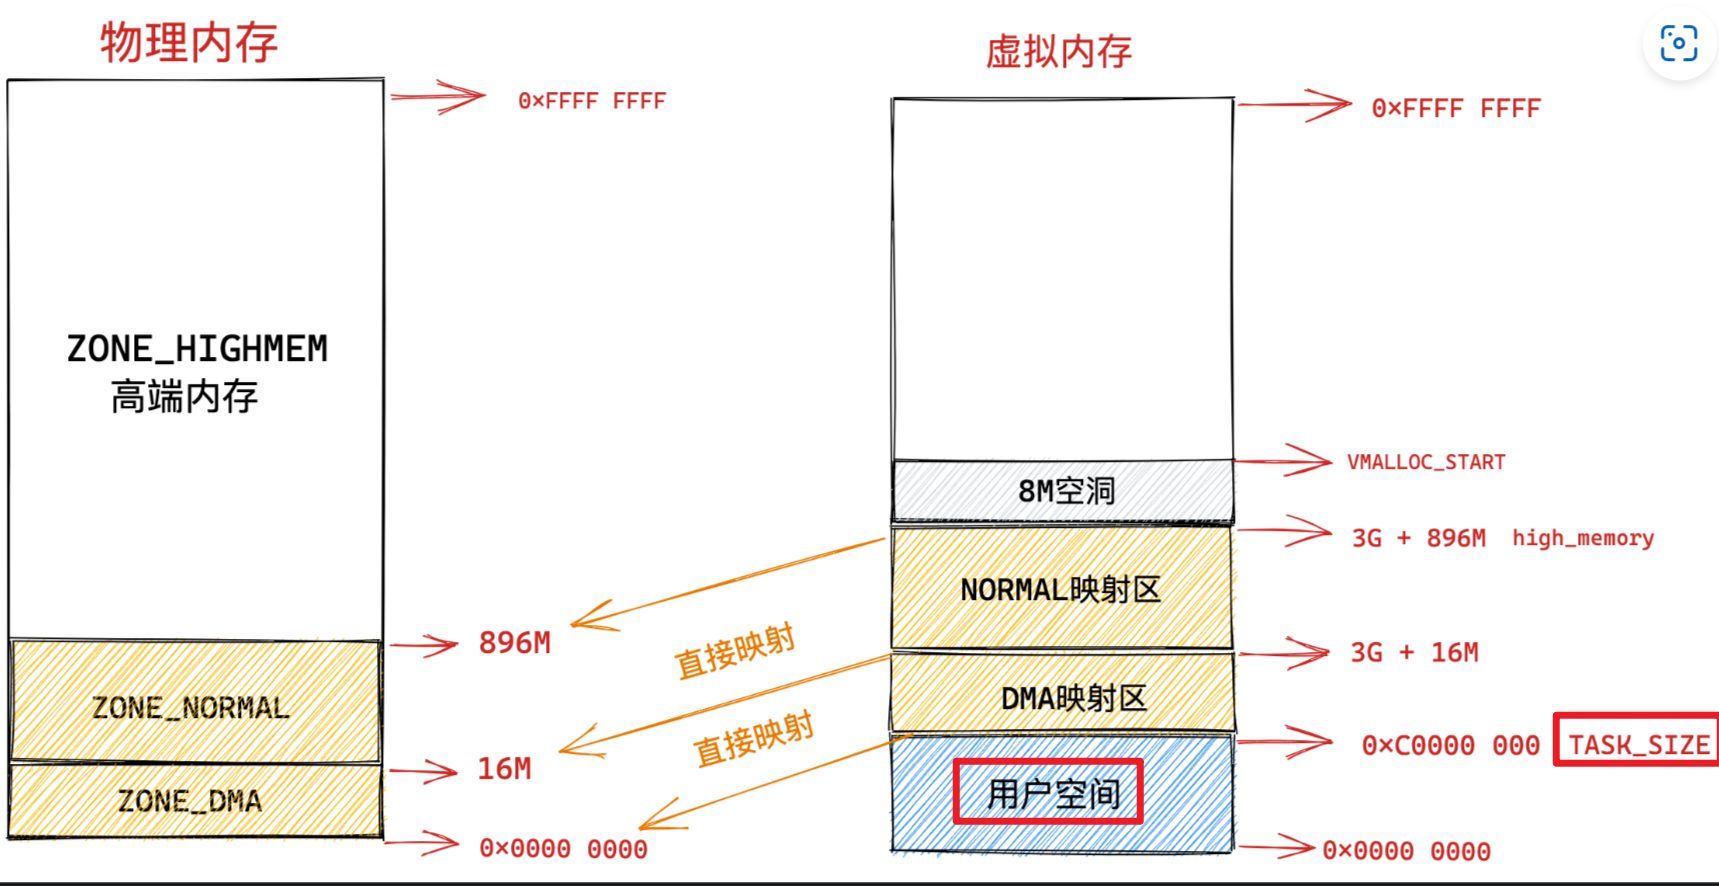 物理内存
0×FFFF FFFF
ZONE_HIGHMEM
高端内存
896M
ZONE_NORMAL
16M
ZONE_DMA
0×0000 0000
直接映射
直接映射
虚拟内存
0×FFFF FFFF
VMALLOC_START
8M空洞
3G + 896M high_memory
NORMAL映射区
3G + 16M
DMA映射区
0×C0000 000 TASK_SIZE
用户空间
0×0000 0000